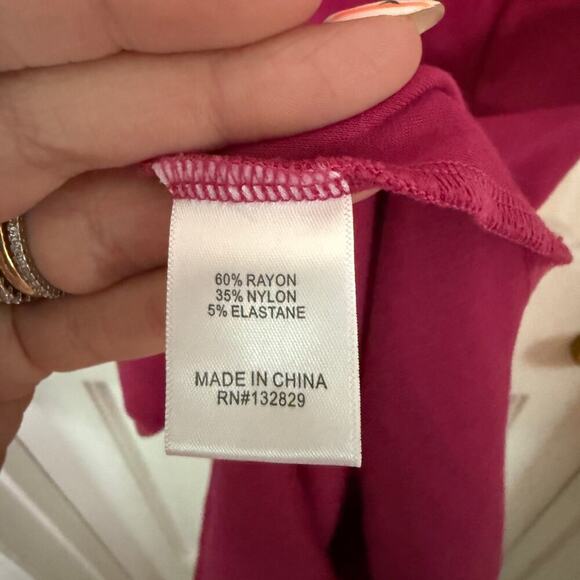 60% RAYON
35% NYLON
5% ELASTANE
MADE IN CHINA
RN#132829